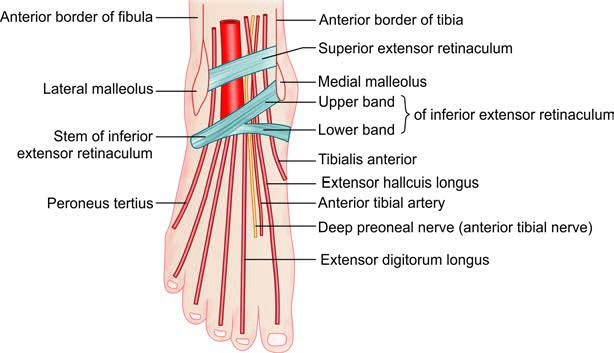 Anterior border of fibula
Anterior border of tibia
Superior extensor retinaculum
Lateral malleolus
Medial malleolus
Upper band
of inferior extensor retinaculum
Lower band
Stem of inferior
extensor retinaculum
Tibialis anterior
Extensor hallcuis longus
Peroneus tertius
Anterior tibial artery
Deep preoneal nerve (anterior tibial nerve)
Extensor digitorum longus